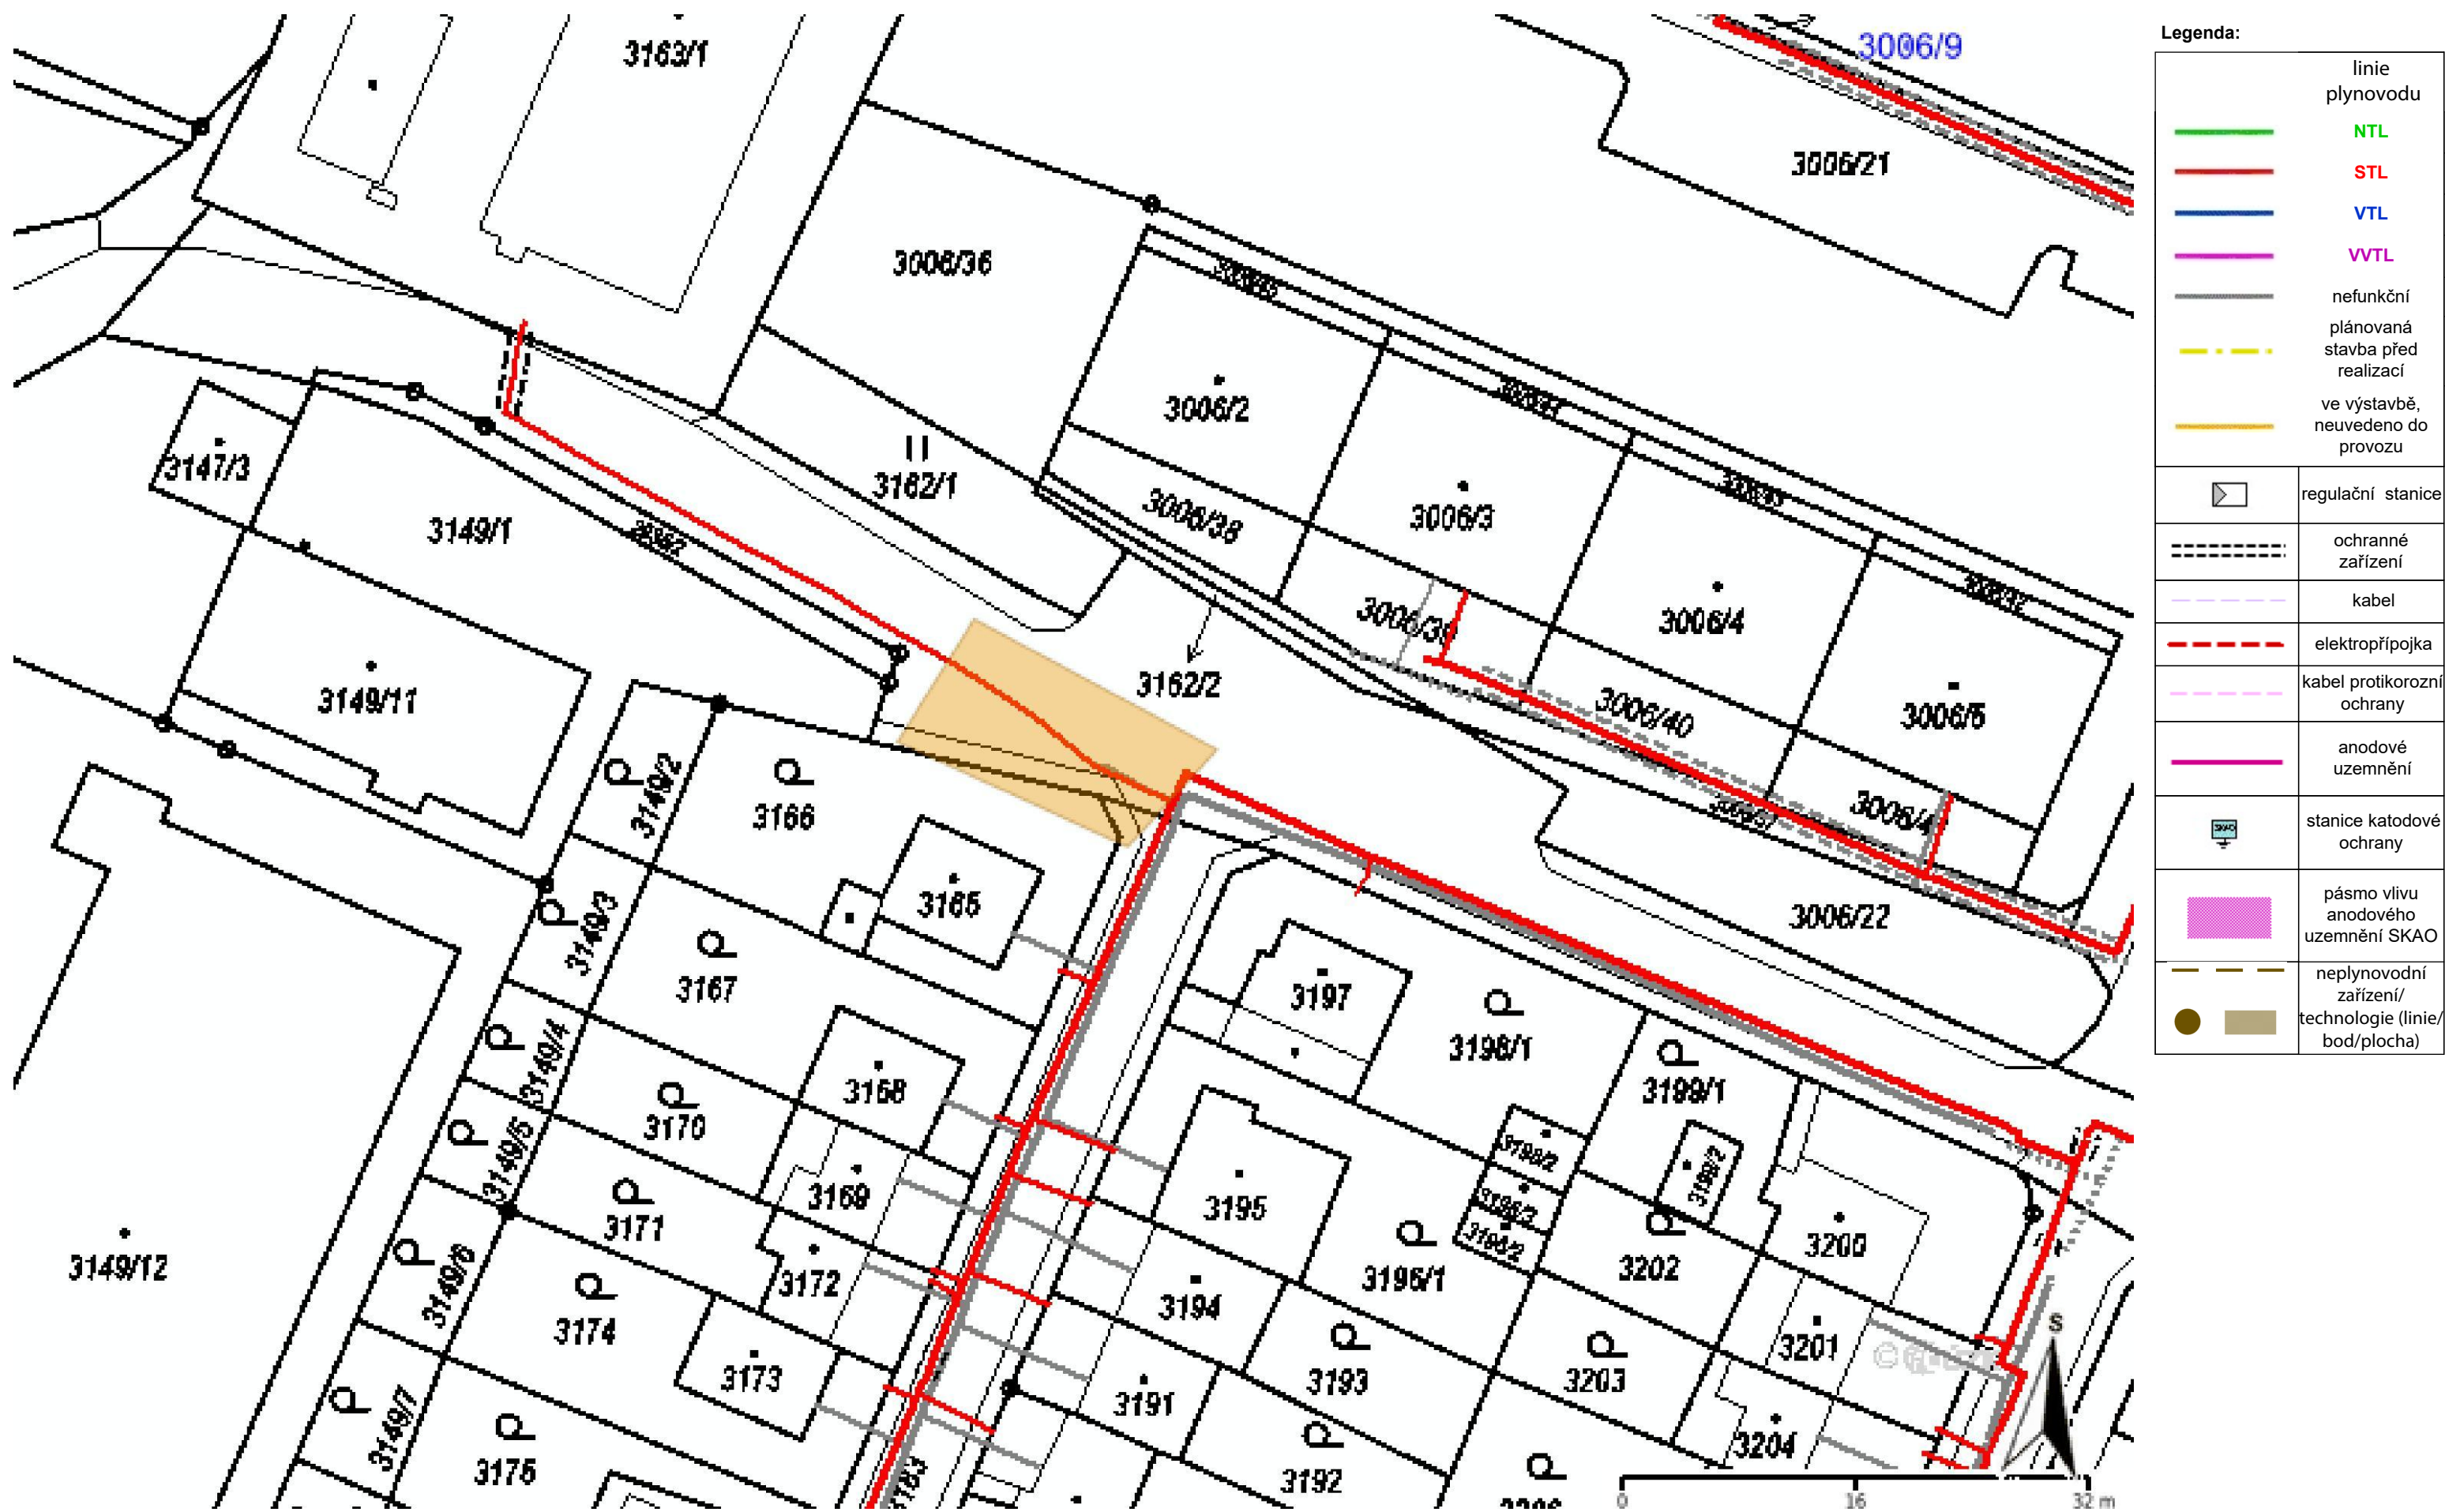 3163/1
3006/9
3006/21
3006/36
3006/2
3147/3
3162/1
3149/1
3006/38
3006/3
3006/4
3162/2
3149/11
3006/40
3006/5
3149/2
3166
3165
3006/22
3149/3
3167
3197
3198/1
3199/1
3149/4
3168
3170
3149/5
3169
3195
3171
3200
3149/12
3149/6
3172
3196/1
3202
3194
3174
3201
3173
3193
3203
3191
3149/7
3204
3175
3192
S
0 16 32 m
Legenda:
linie
plynovodu
NTL
STL
VTL
VVTL
nefunkční
plánovaná
stavba před
realizací
ve výstavbě,
neuvedeno do
provozu
regulační stanice
ochranné
zařízení
kabel
elektropřípojka
kabel protikorozní
ochrany
anodové
uzemnění
SKAO
stanice katodové
ochrany
pásmo vlivu
anodového
uzemnění SKAO
neplynovodní
zařízení/
technologie (linie/
bod/plocha)